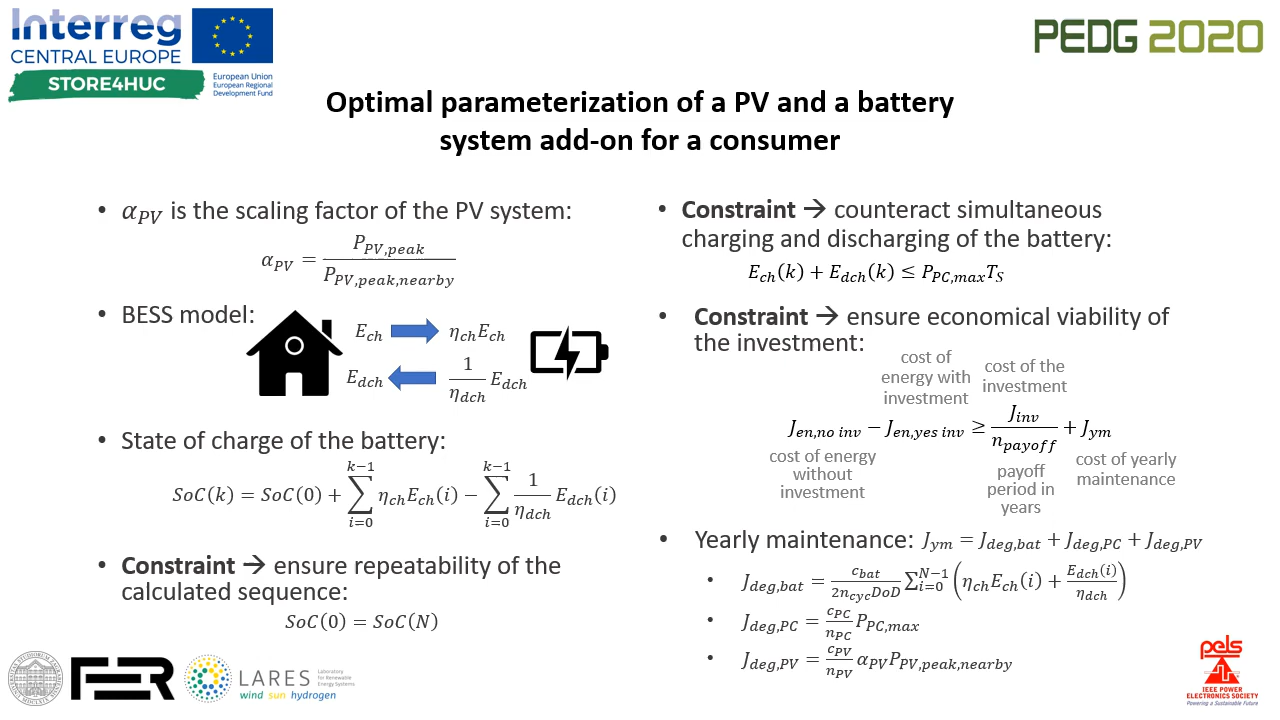 Interreg
CENTRAL EUROPE
STORE4HUC
European Union
European Regional
Development Fund
PEDG 2020
Optimal parameterization of a PV and a battery
system add-on for a consumer
• α_PV is the scaling factor of the PV system:
α_PV = P_PV,peak / P_PV,peak,nearby
• BESS model:
E_ch → η_ch E_ch
E_dch ← 1/η_dch E_dch
• State of charge of the battery:
SoC(k) = SoC(0) + ∑_{i=0}^{k−1} η_ch E_ch(i) − ∑_{i=0}^{k−1} 1/η_dch E_dch(i)
• Constraint → ensure repeatability of the
calculated sequence:
SoC(0) = SoC(N)
• Constraint → counteract simultaneous
charging and discharging of the battery:
E_ch(k) + E_dch(k) ≤ P_PC,max T_S
• Constraint → ensure economical viability of
the investment:
cost of
energy with
investment
cost of the
investment
J_en,no inv − J_en,yes inv ≥ J_inv / n_payoff + J_ym
cost of energy
without
investment
payoff
period in
years
cost of yearly
maintenance
• Yearly maintenance: J_ym = J_deg,bat + J_deg,PC + J_deg,PV
• J_deg,bat = c_bat / (2n_cyc DoD) ∑_{i=0}^{N−1} (η_ch E_ch(i) + E_dch(i)/η_dch)
• J_deg,PC = c_PC/n_PC P_PC,max
• J_deg,PV = c_PV/n_PV α_PV P_PV,peak,nearby
FER
LARES
wind sun hydrogen
Laboratory
for Renewable
Energy Systems
pels
IEEE POWER
ELECTRONICS SOCIETY
Powering a Sustainable Future